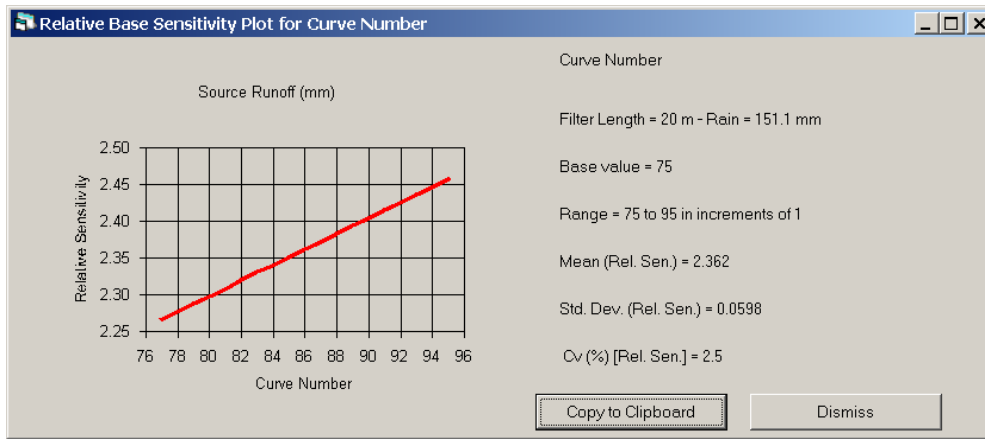 Relative Base Sensitivity Plot for Curve Number
Source Runoff (mm)
2.50
2.45
2.40
2.35
2.30
2.25
Relative Sensitivity
76 78 80 82 84 86 88 90 92 94 96
Curve Number
Curve Number
Filter Length = 20 m - Rain = 151.1 mm
Base value = 75
Range = 75 to 95 in increments of 1
Mean (Rel. Sen.) = 2.362
Std. Dev. (Rel. Sen.) = 0.0598
Cv (%) [Rel. Sen.] = 2.5
Copy to Clipboard
Dismiss